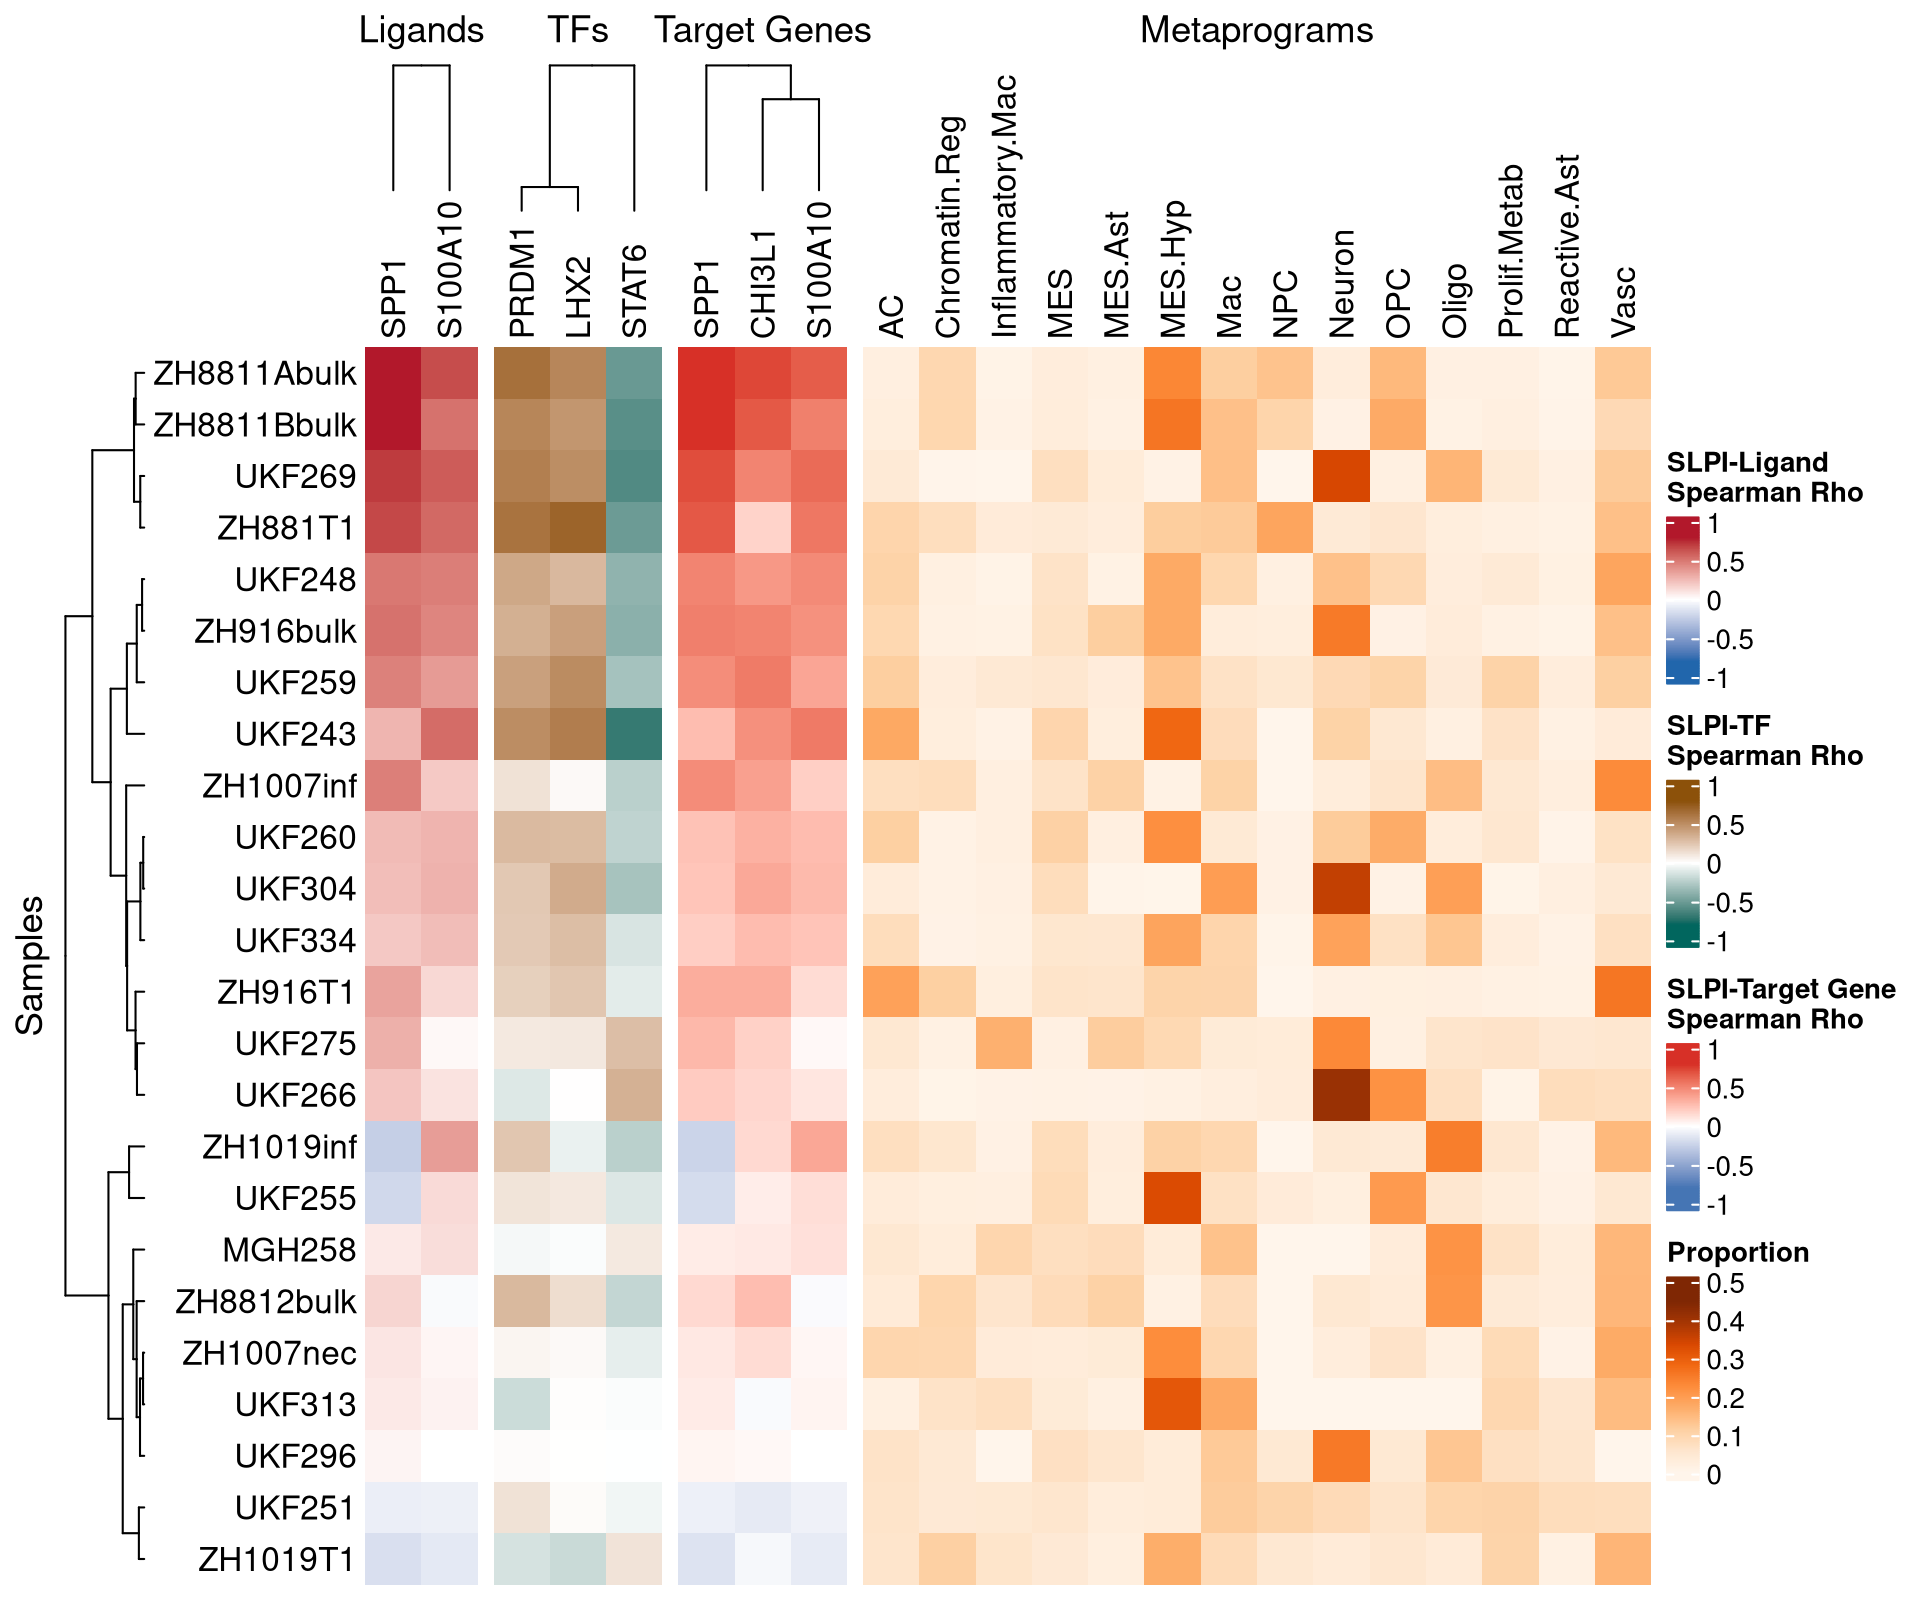 Ligands
TFs
Target Genes
Metaprograms
SPP1
S100A10
PRDM1
LHX2
STAT6
SPP1
CHI3L1
S100A10
AC
Chromatin.Reg
Inflammatory.Mac
MES
MES.Ast
MES.Hyp
Mac
NPC
Neuron
OPC
Oligo
Prolif.Metab
Reactive.Ast
Vasc
Samples
ZH8811Abulk
ZH8811Bbulk
UKF269
ZH881T1
UKF248
ZH916bulk
UKF259
UKF243
ZH1007inf
UKF260
UKF304
UKF334
ZH916T1
UKF275
UKF266
ZH1019inf
UKF255
MGH258
ZH8812bulk
ZH1007nec
UKF313
UKF296
UKF251
ZH1019T1
SLPI-Ligand
Spearman Rho
1
0.5
0
-0.5
-1
SLPI-TF
Spearman Rho
1
0.5
0
-0.5
-1
SLPI-Target Gene
Spearman Rho
1
0.5
0
-0.5
-1
Proportion
0.5
0.4
0.3
0.2
0.1
0